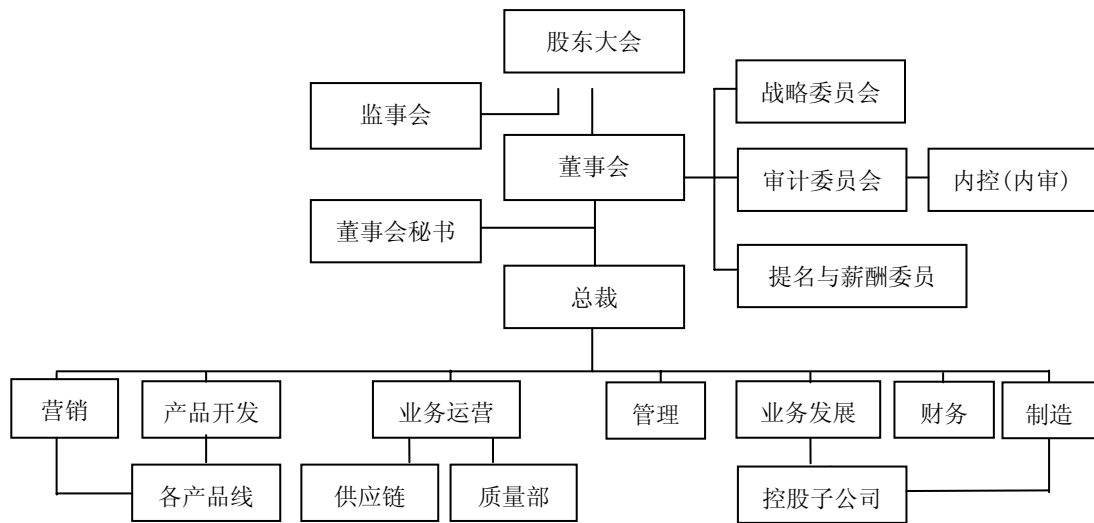 股东大会
监事会
战略委员会
董事会
审计委员会
内控(内审)
董事会秘书
提名与薪酬委员
总裁
营销
产品开发
业务运营
管理
业务发展
财务
制造
各产品线
供应链
质量部
控股子公司